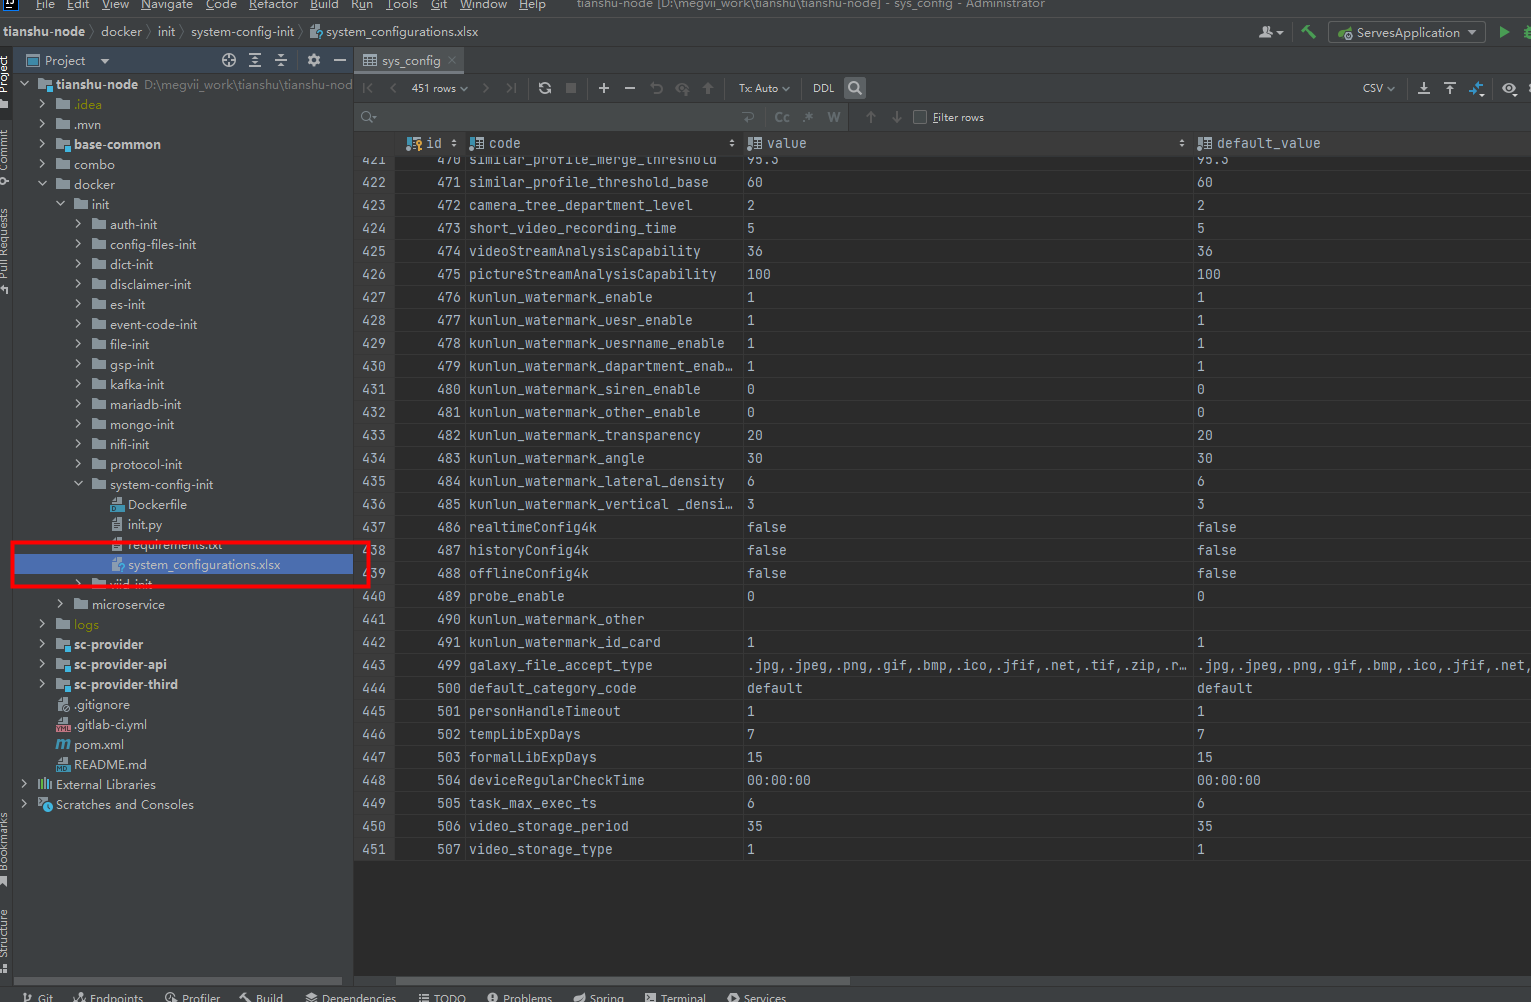 File Edit View Navigate Code Refactor Build Run Tools Git Window Help tianshu-node [D:\megvii_work\tianshu\tianshu-node] - sys_config - Administrator
tianshu-node docker init system-config-init system_configurations.xlsx ServesApplication
Project sys_config
tianshu-node D:\megvii_work\tianshu\tianshu-nod
451 rows Tx: Auto DDL CSV
.idea
.mvn
Cc .* W Filter rows
base-common
combo
docker
init
auth-init
config-files-init
dict-init
disclaimer-init
es-init
event-code-init
file-init
gsp-init
kafka-init
mariadb-init
mongo-init
nifi-init
protocol-init
system-config-init
Dockerfile
init.py
requirements.txt
system_configurations.xlsx
viid-init
microservice
logs
sc-provider
sc-provider-api
sc-provider-third
.gitignore
.gitlab-ci.yml
pom.xml
README.md
External Libraries
Scratches and Consoles
Project
Commit
Pull Requests
Bookmarks
Structure
id code value default_value
421 470 similar_profile_merge_threshold 95.3 95.3
422 471 similar_profile_threshold_base 60 60
423 472 camera_tree_department_level 2 2
424 473 short_video_recording_time 5 5
425 474 videoStreamAnalysisCapability 36 36
426 475 pictureStreamAnalysisCapability 100 100
427 476 kunlun_watermark_enable 1 1
428 477 kunlun_watermark_uesr_enable 1 1
429 478 kunlun_watermark_uesrname_enable 1 1
430 479 kunlun_watermark_dapartment_enab… 1 1
431 480 kunlun_watermark_siren_enable 0 0
432 481 kunlun_watermark_other_enable 0 0
433 482 kunlun_watermark_transparency 20 20
434 483 kunlun_watermark_angle 30 30
435 484 kunlun_watermark_lateral_density 6 6
436 485 kunlun_watermark_vertical _densi… 3 3
437 486 realtimeConfig4k false false
438 487 historyConfig4k false false
439 488 offlineConfig4k false false
440 489 probe_enable 0 0
441 490 kunlun_watermark_other
442 491 kunlun_watermark_id_card 1 1
443 499 galaxy_file_accept_type .jpg,.jpeg,.png,.gif,.bmp,.ico,.jfif,.net,.tif,.zip,.r… .jpg,.jpeg,.png,.gif,.bmp,.ico,.jfif,.net,
444 500 default_category_code default default
445 501 personHandleTimeout 1 1
446 502 tempLibExpDays 7 7
447 503 formalLibExpDays 15 15
448 504 deviceRegularCheckTime 00:00:00 00:00:00
449 505 task_max_exec_ts 6 6
450 506 video_storage_period 35 35
451 507 video_storage_type 1 1
Git Endpoints Profiler Build Dependencies TODO Problems Spring Terminal Services